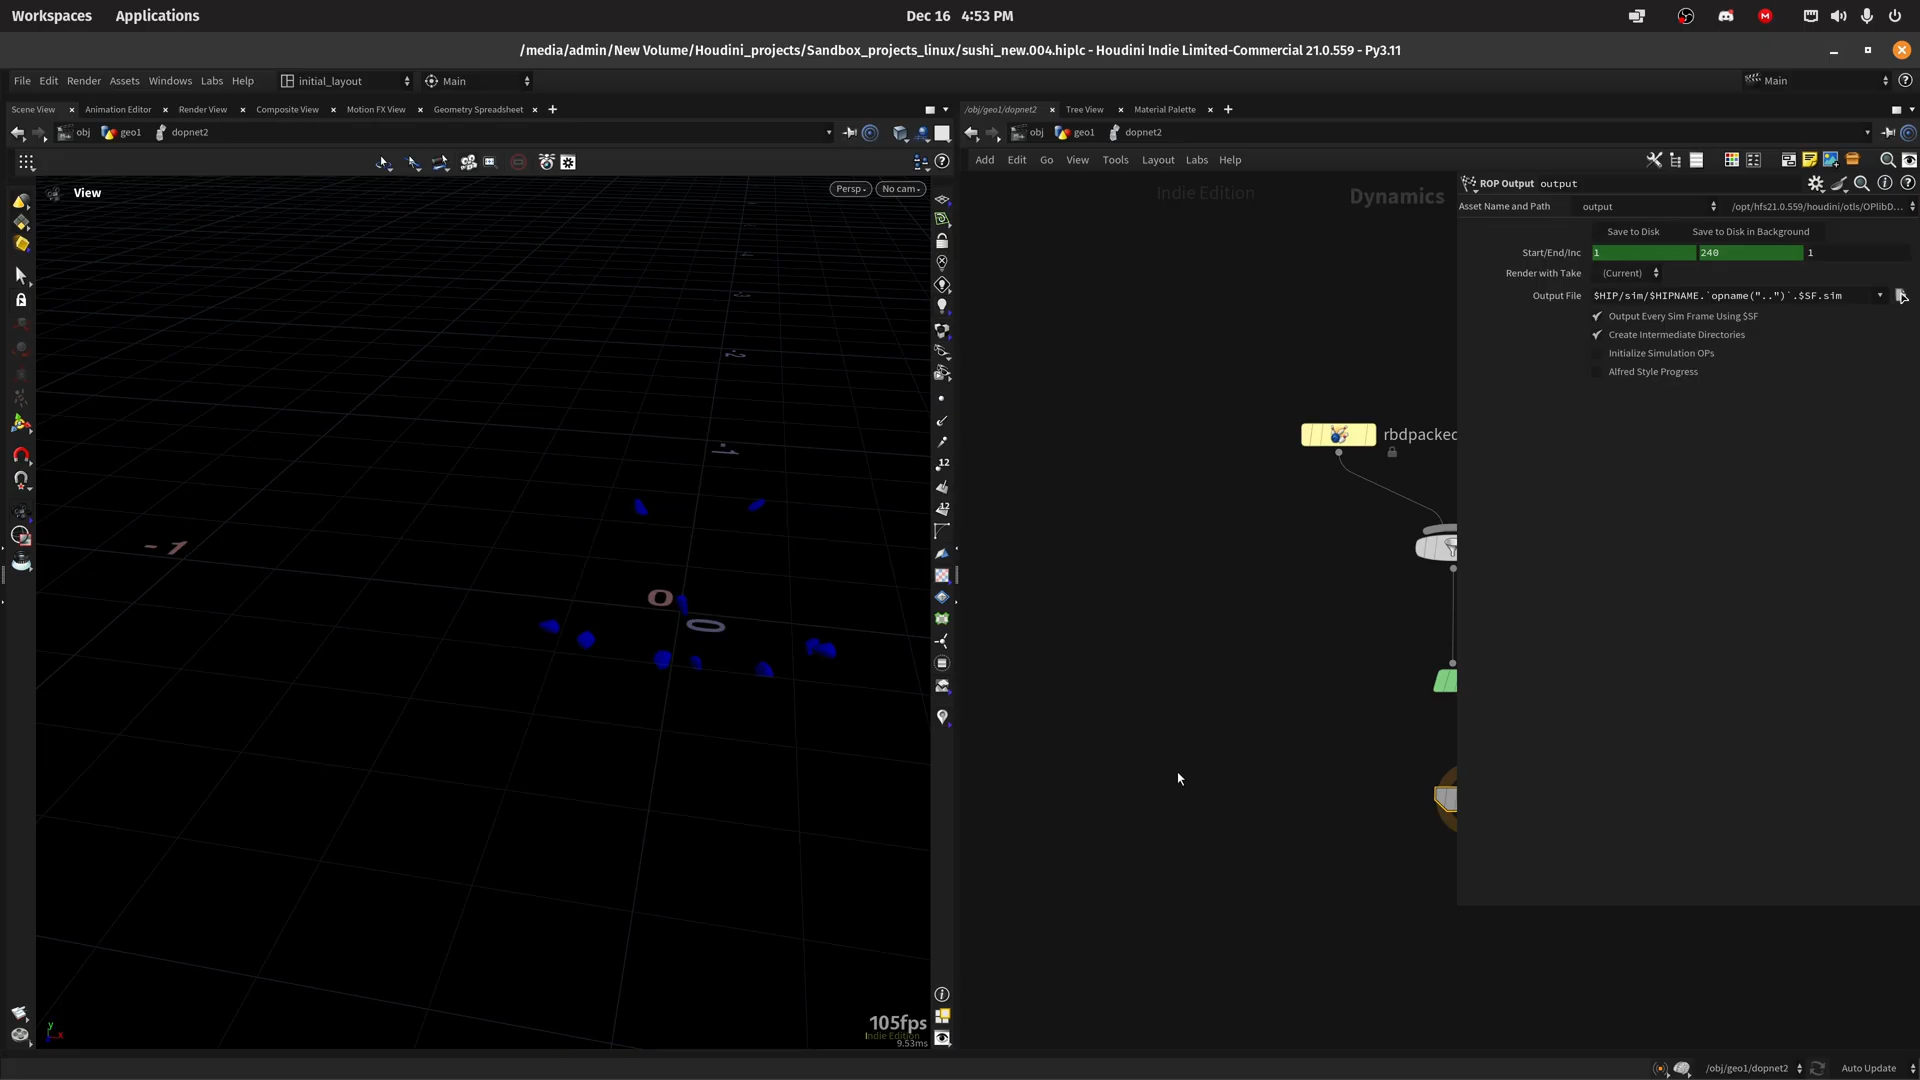 Workspaces Applications Dec 16 4:53 PM
/media/admin/New Volume/Houdini_projects/Sandbox_projects_linux/sushi_new.004.hiplc - Houdini Indie Limited-Commercial 21.0.559 - Py3.11
File Edit Render Assets Windows Labs Help initial_layout Main Main
Scene View Animation Editor Render View Composite View Motion FX View Geometry Spreadsheet
/obj/geo1/dopnet2 Tree View Material Palette
obj geo1 dopnet2
obj geo1 dopnet2
Add Edit Go View Tools Layout Labs Help
View
Persp No cam
Indie Edition
Dynamics
ROP Output output
Asset Name and Path output /opt/hfs21.0.559/houdini/otls/OPlibD...
Save to Disk Save to Disk in Background
Start/End/Inc 1 240 1
Render with Take (Current)
Output File $HIP/sim/$HIPNAME.`opname("..")`.$SF.sim
Output Every Sim Frame Using $SF
Create Intermediate Directories
Initialize Simulation OPs
Alfred Style Progress
rbdpacked
12
12
-1
0
0
105fps
Indie Edition
9.53ms
y
x
/obj/geo1/dopnet2 Auto Update